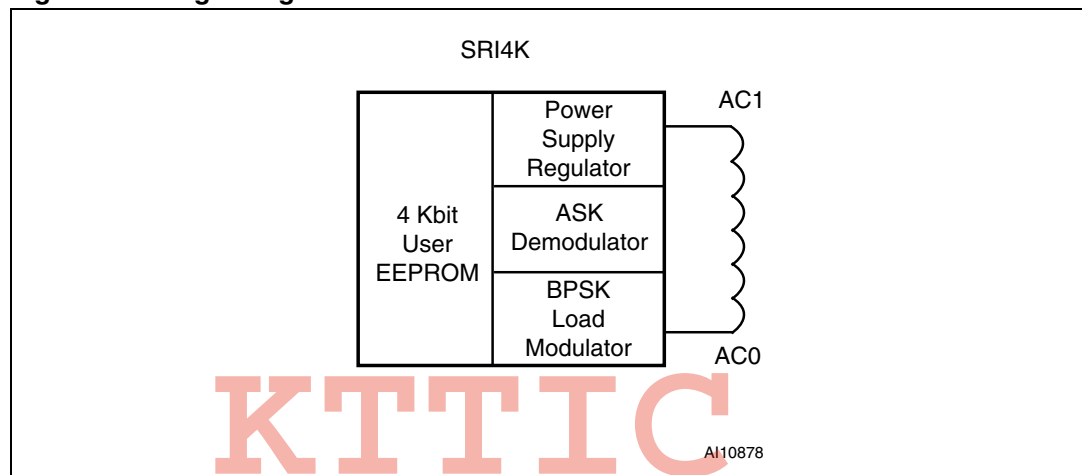 SRI4K
AC1
Power
Supply
Regulator
4 Kbit
User
EEPROM
ASK
Demodulator
BPSK
Load
Modulator
AC0
KTTIC
AI10878